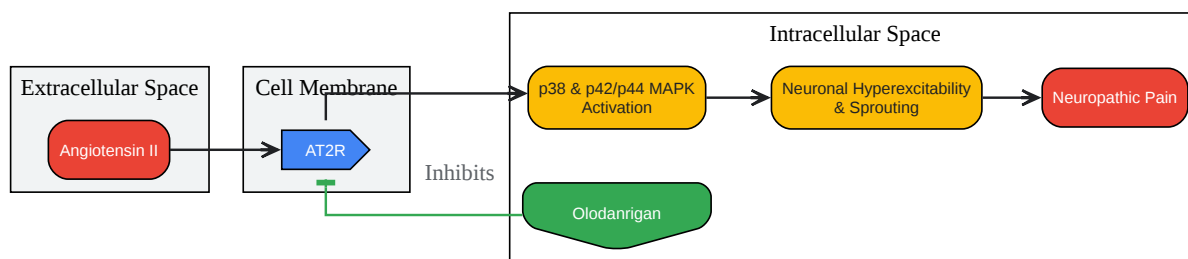 Intracellular Space
Extracellular Space
Cell Membrane
p38 & p42/p44 MAPK
Activation
Neuronal Hyperexcitability
& Sprouting
Neuropathic Pain
Angiotensin II
AT2R
Inhibits
Olodanrigan